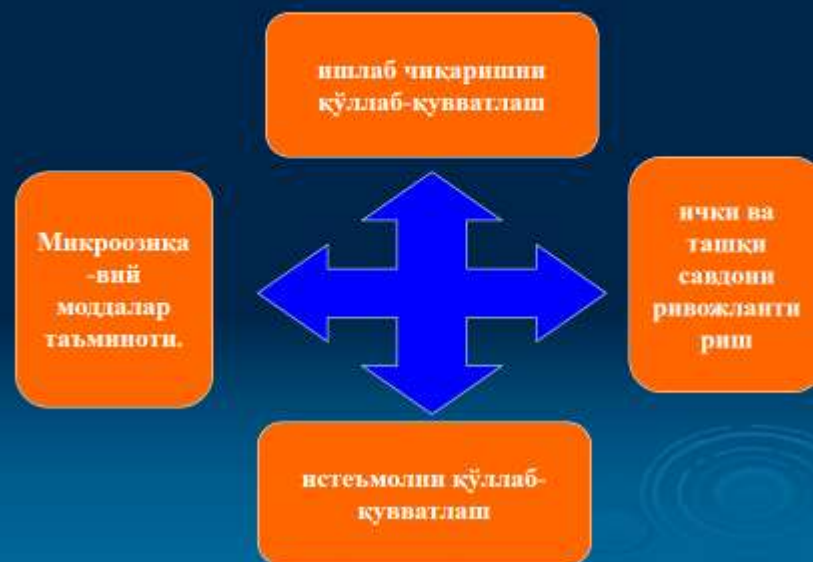 ишлаб чиқаришни
қўллаб-қувватлаш
Микроозиқа
-вий
моддалар
таъминоти.
ички ва
ташқи
савдони
ривожланти
риш
истеъмолни қўллаб-
қувватлаш